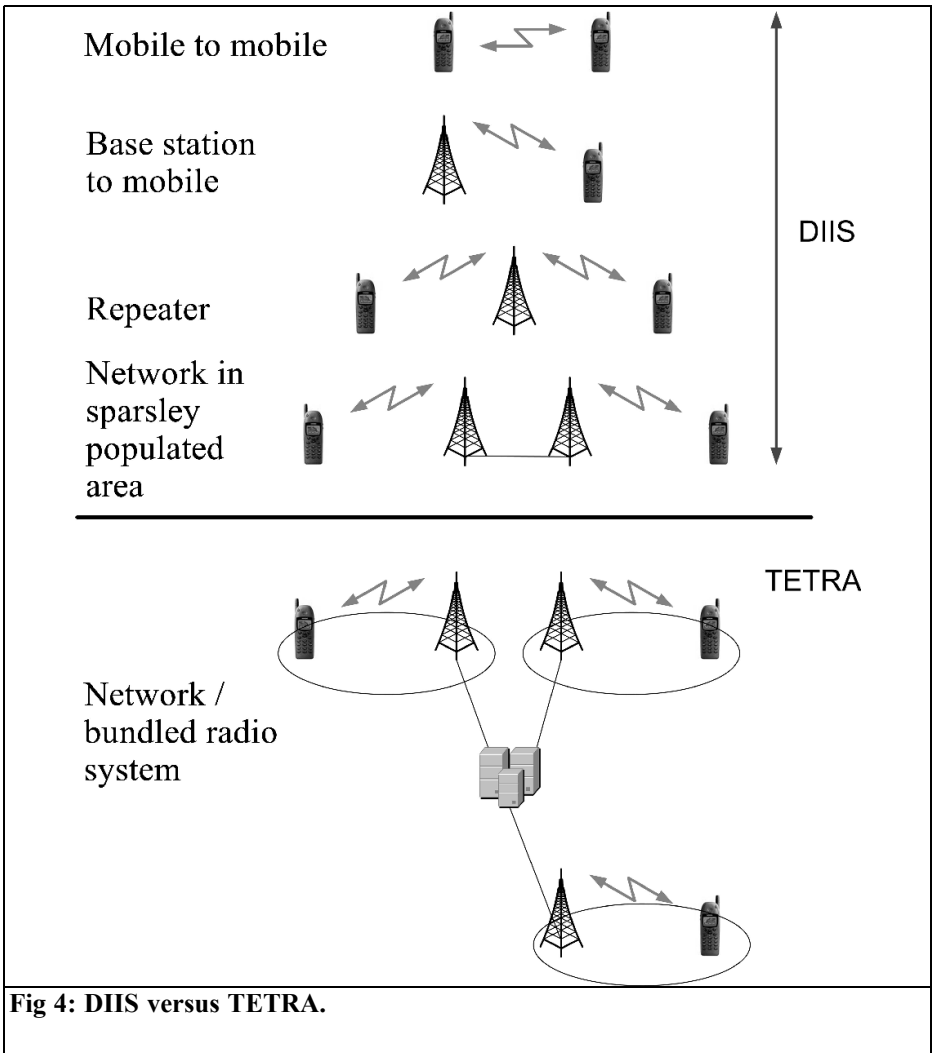 Mobile to mobile
Base station
to mobile
DIIS
Repeater
Network in
sparsley
populated
area
TETRA
Network /
bundled radio
system
Fig 4: DIIS versus TETRA.